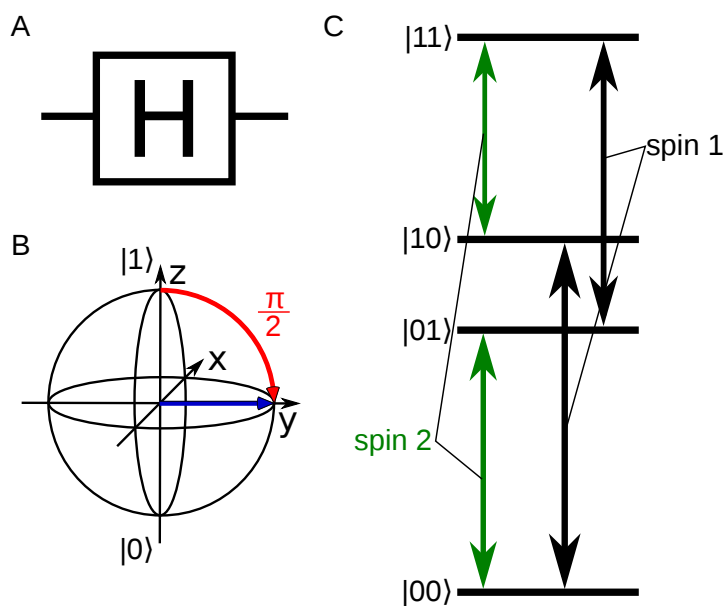 A
H
B
|1⟩
z
π
2
x
y
|0⟩
C
|11⟩
spin 1
|10⟩
|01⟩
spin 2
|00⟩